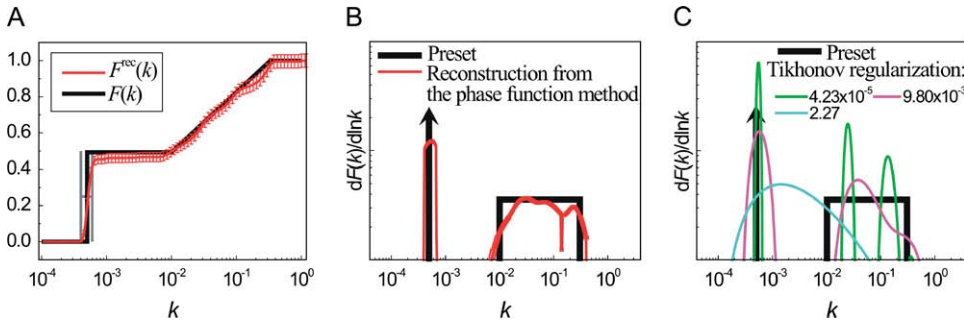 A
F^rec(k)
F(k)
1.0
0.8
0.6
0.4
0.2
0.0
10^-4 10^-3 10^-2 10^-1 10^0
k
B
Preset
Reconstruction from
the phase function method
dF(k)/dlnk
10^-4 10^-3 10^-2 10^-1 10^0
k
C
Preset
Tikhonov regularization:
4.23x10^-5 9.80x10^-3
2.27
dF(k)/dlnk
10^-4 10^-3 10^-2 10^-1 10^0
k